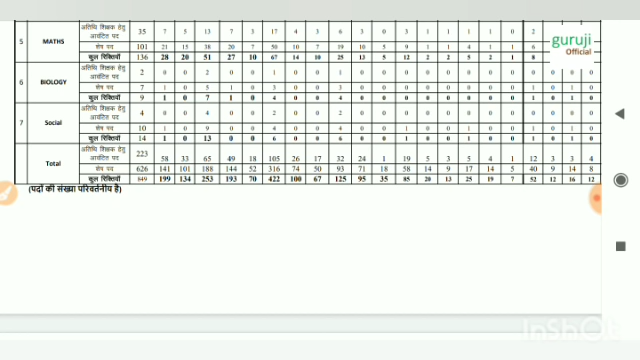 अतिथि शिक्षक हेतु आवंटित पद 35 7 5 13 7 3 17 4 3 6 3 0 3 1 1 1 1 0 2
5 MATHS शेष पद 101 21 15 38 20 7 50 10 7 19 10 5 9 1 1 4 1 1 6
कुल रिक्तियाँ 136 28 20 51 27 10 67 14 10 25 13 5 12 2 2 5 2 1 8
guruji
Official
अतिथि शिक्षक हेतु आवंटित पद 2 0 0 2 0 0 1 0 0 1 0 0 0 0 0 0 0 0 0 0 0 0
6 BIOLOGY शेष पद 7 1 0 5 1 0 3 0 0 3 0 0 0 0 0 0 0 0 1 0 1 0
कुल रिक्तियाँ 9 1 0 7 1 0 4 0 0 4 0 0 0 0 0 0 0 0 1 0 1 0
अतिथि शिक्षक हेतु आवंटित पद 4 0 0 4 0 0 2 0 0 2 0 0 0 0 0 0 0 0 0 0 0 0
7 Social शेष पद 10 1 0 9 0 0 4 0 0 4 0 0 1 0 0 1 0 0 1 0 1 0
कुल रिक्तियाँ 14 1 0 13 0 0 6 0 0 6 0 0 1 0 0 1 0 0 1 0 1 0
अतिथि शिक्षक हेतु आवंटित पद 223 58 33 65 49 18 105 26 17 32 24 1 19 5 3 5 4 1 12 3 3 4
Total शेष पद 626 141 101 188 144 52 316 74 50 93 71 18 58 14 9 17 14 5 40 9 14 8
कुल रिक्तियाँ 849 199 134 253 193 70 422 100 67 125 95 35 85 20 13 25 19 7 52 12 16 12
(पदों की संख्या परिवर्तनीय है)
InShOt